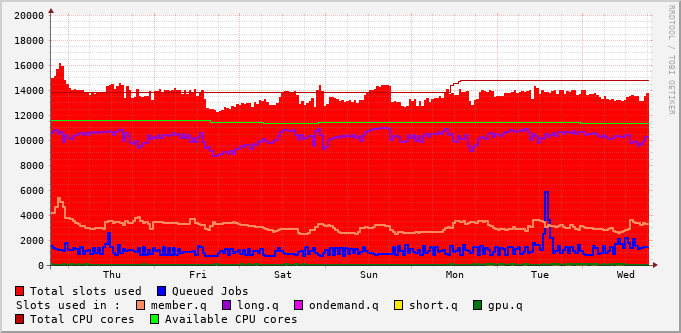 20000
18000
16000
14000
12000
10000
8000
6000
4000
2000
0
Thu Fri Sat Sun Mon Tue Wed
RRDTOOL / TOBI OETIKER
Total slots used Queued Jobs
Slots used in : member.q long.q ondemand.q short.q gpu.q
Total CPU cores Available CPU cores